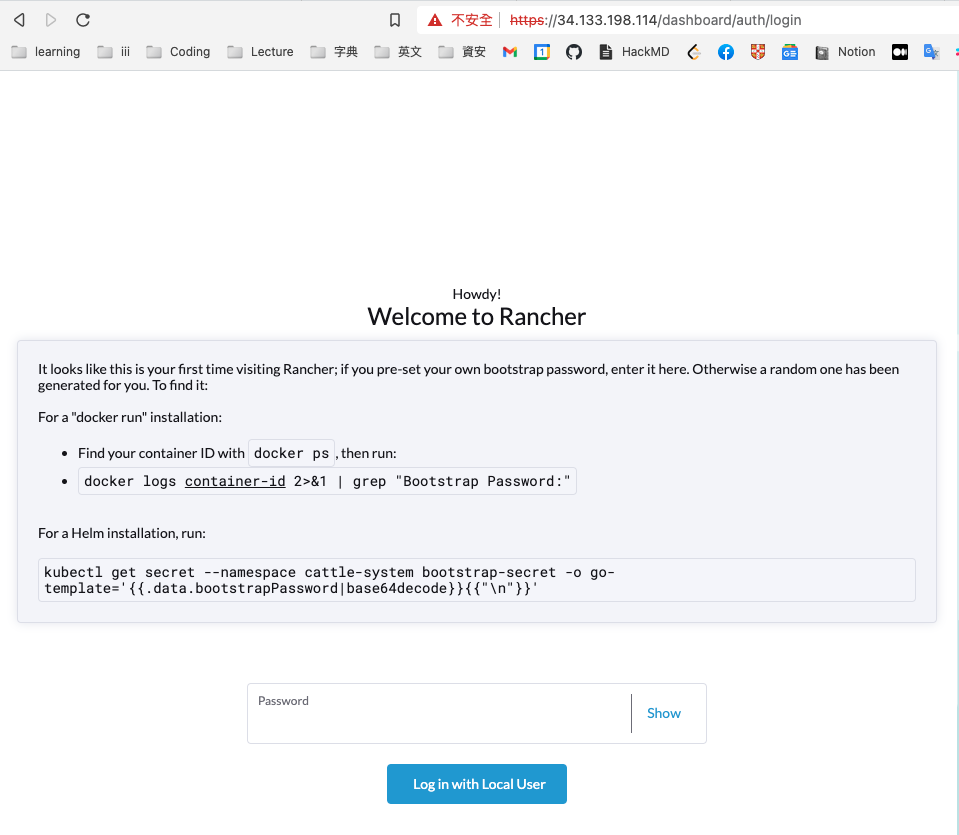 不安全 https://34.133.198.114/dashboard/auth/login
learning iii Coding Lecture 字典 英文 資安 1 HackMD Notion
Howdy!
Welcome to Rancher
It looks like this is your first time visiting Rancher; if you pre-set your own bootstrap password, enter it here. Otherwise a random one has been
generated for you. To find it:
For a "docker run" installation:
Find your container ID with docker ps, then run:
docker logs container-id 2>&1 | grep "Bootstrap Password:"
For a Helm installation, run:
kubectl get secret --namespace cattle-system bootstrap-secret -o go-
template='{{.data.bootstrapPassword|base64decode}}{{"\n"}}'
Password
Show
Log in with Local User